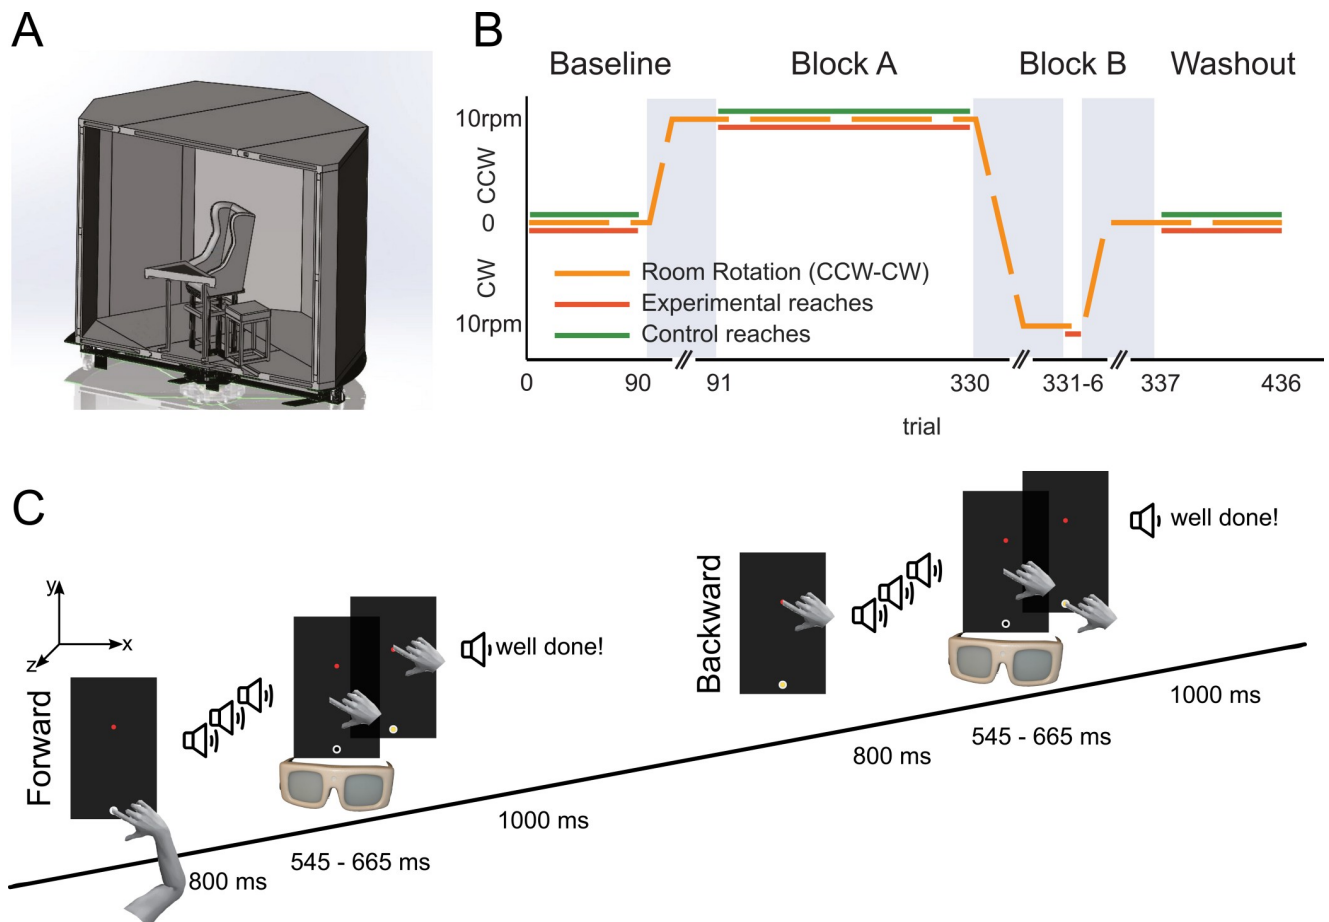 A
B
Baseline
Block A
Block B
Washout
10rpm
CCW
0
CW
10rpm
Room Rotation (CCW-CW)
Experimental reaches
Control reaches
0
90
91
330
331-6
337
436
trial
C
y
x
z
Forward
well done!
800 ms
545 - 665 ms
1000 ms
Backward
well done!
800 ms
545 - 665 ms
1000 ms